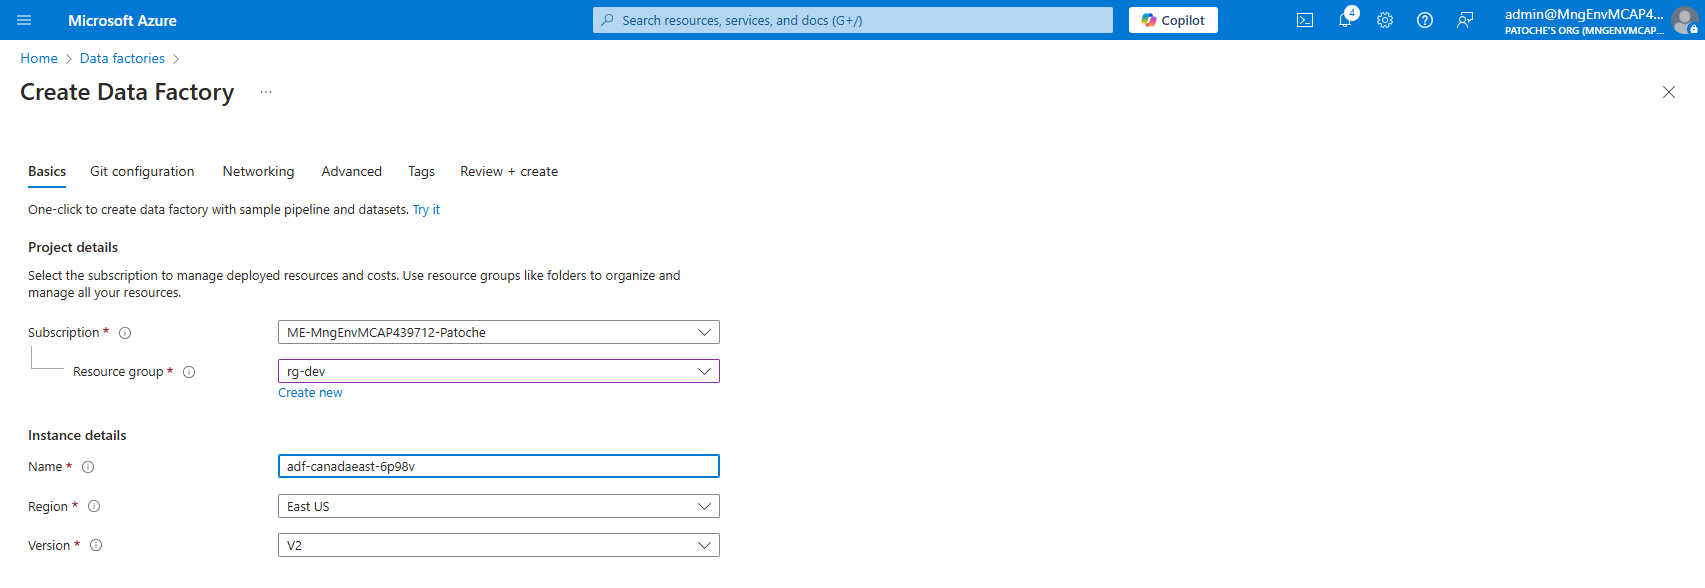 Microsoft Azure
Search resources, services, and docs (G+/)
Copilot
4
admin@MngEnvMCAP4...
PATOCHE'S ORG (MNGENVMCAP...
Home > Data factories >
Create Data Factory ...
Basics Git configuration Networking Advanced Tags Review + create
One-click to create data factory with sample pipeline and datasets. Try it
Project details
Select the subscription to manage deployed resources and costs. Use resource groups like folders to organize and
manage all your resources.
Subscription * ME-MngEnvMCAP439712-Patoche
Resource group * rg-dev
Create new
Instance details
Name * adf-canadaeast-6p98v
Region * East US
Version * V2